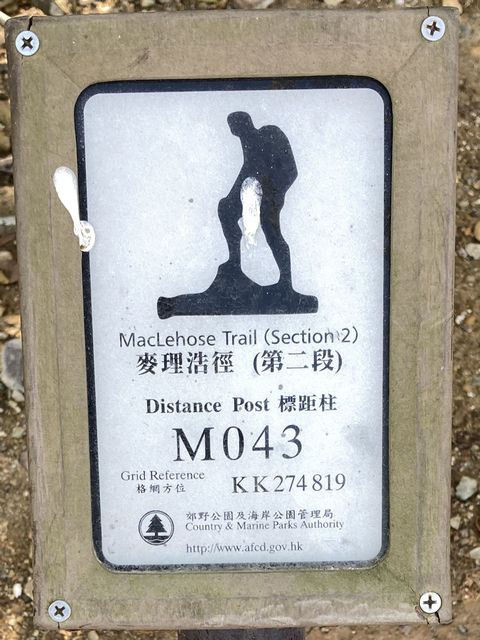 MacLehose Trail (Section 2)
麥理浩徑 (第二段)
Distance Post 標距柱
M043
Grid Reference
格網方位
KK274819
郊野公園及海岸公園管理局
Country & Marine Parks Authority
http://www.afcd.gov.hk